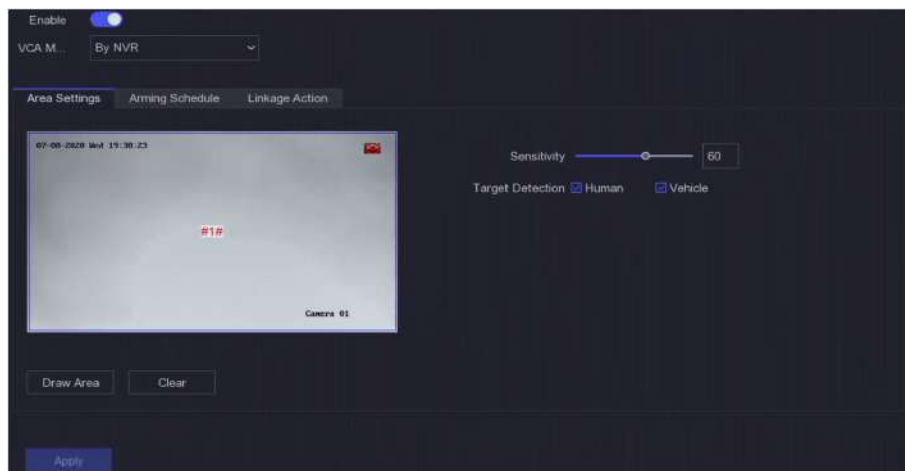 Enable
VCA M... By NVR
Area Settings Arming Schedule Linkage Action
07-08-2020 Wed 19:30:23
Sensitivity 60
Target Detection Human Vehicle
#1#
Camera 01
Draw Area Clear
Apply